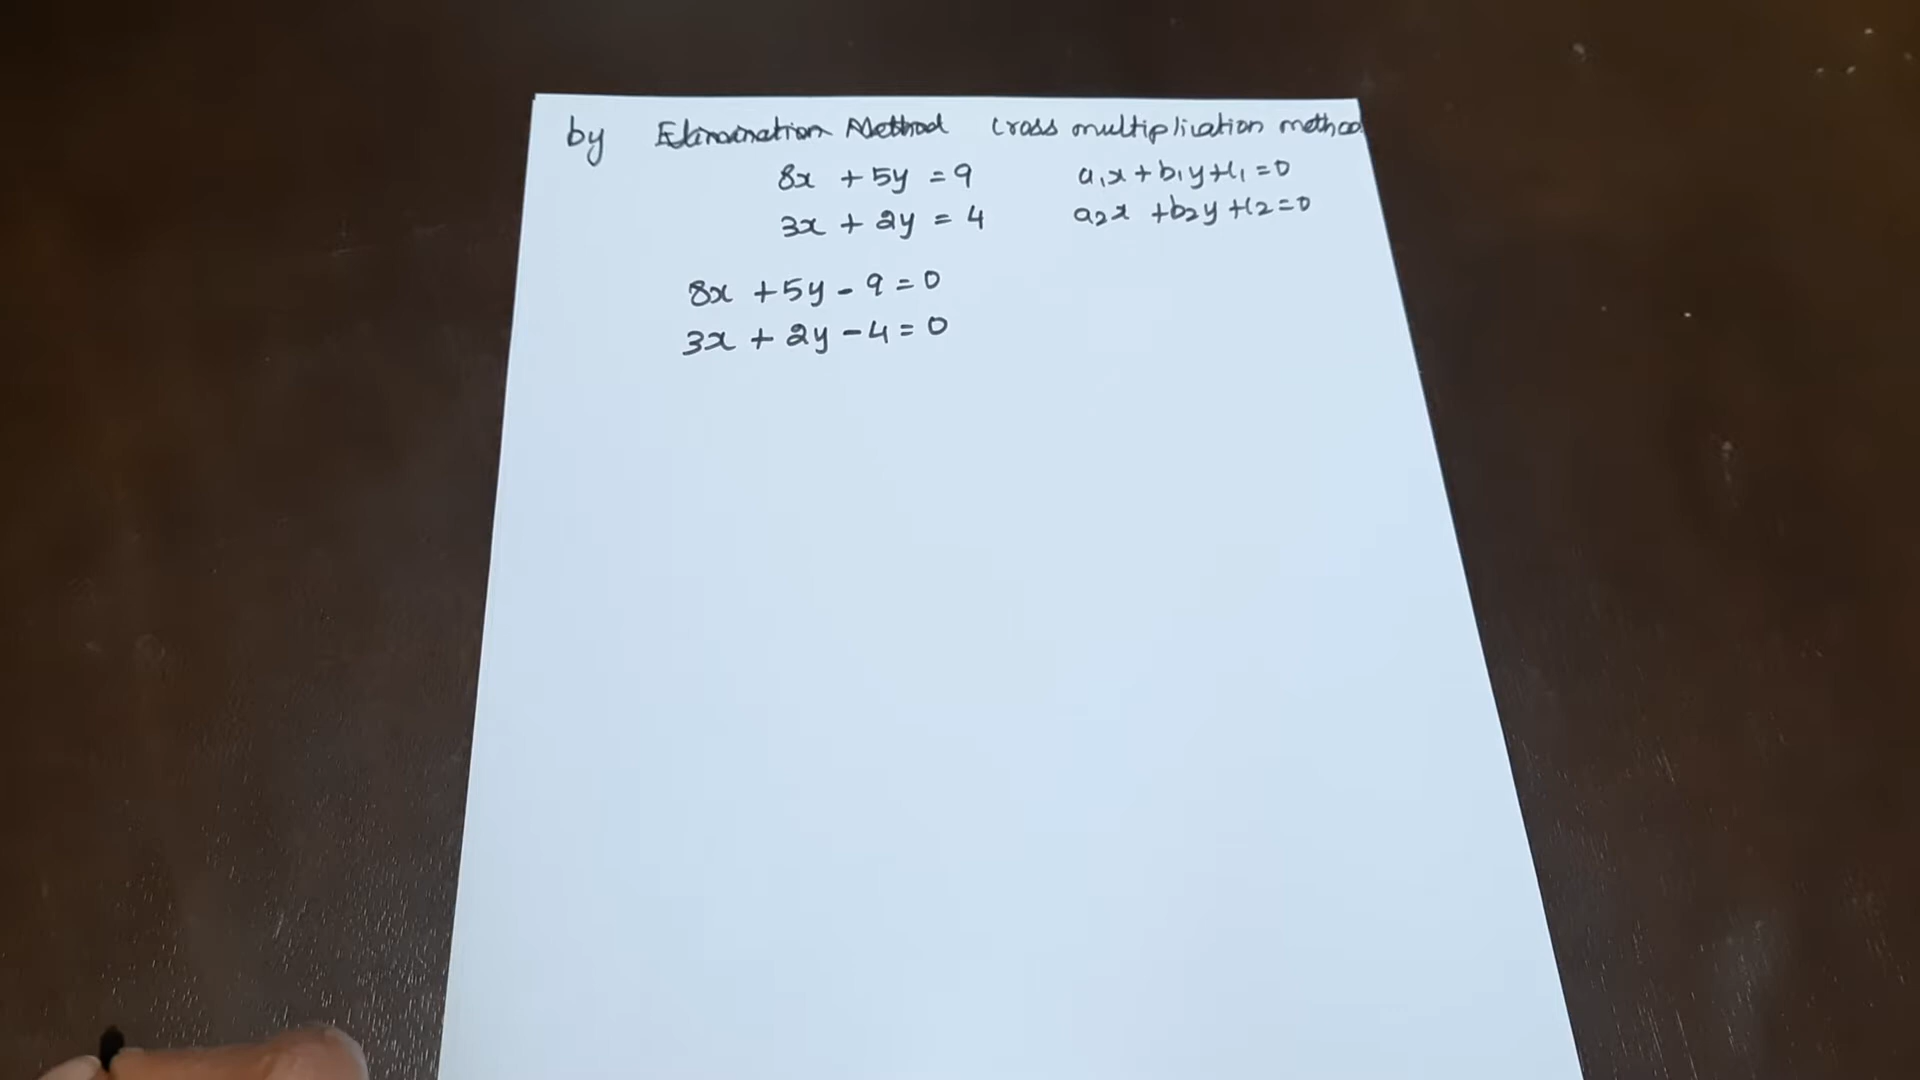 by Elimination Method Cross multiplication method
8x + 5y = 9 a₁x + b₁y + c₁ = 0
3x + 2y = 4 a₂x + b₂y + c₂ = 0
8x + 5y - 9 = 0
3x + 2y - 4 = 0